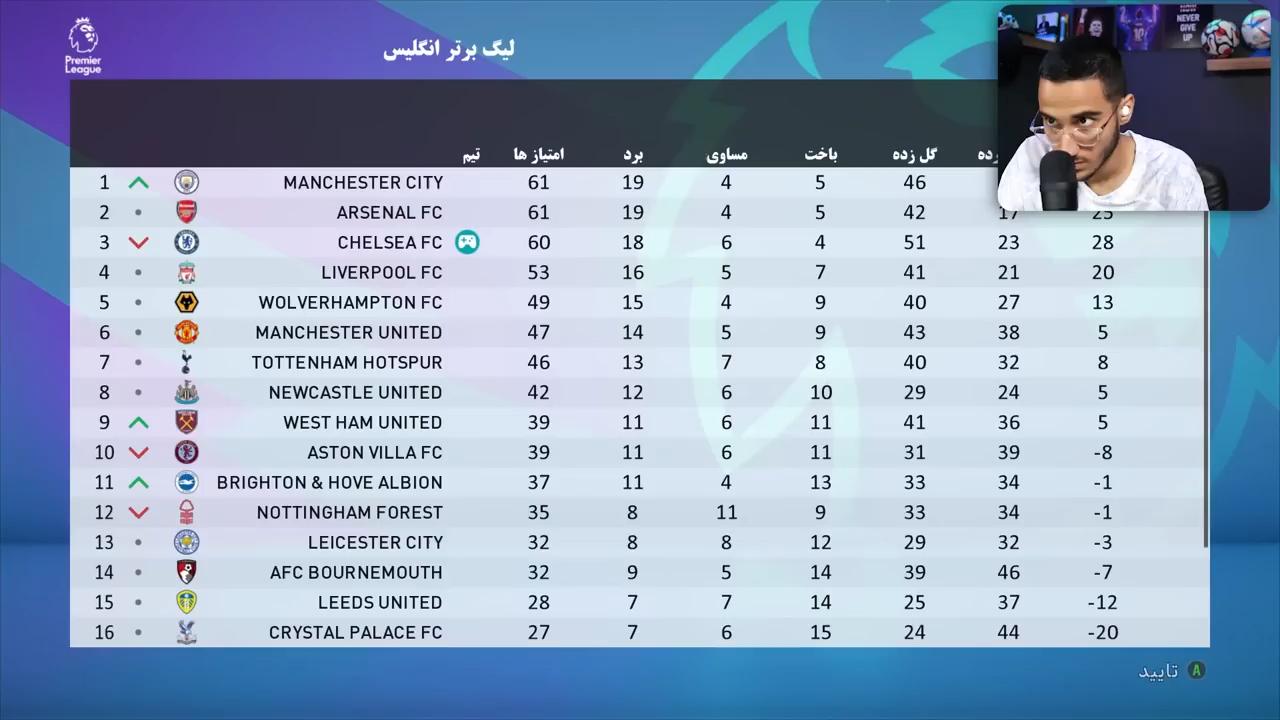 Premier
League
لیگ برتر انگلیس
NEVER
GIVE
UP
10
تیم امتیاز ها برد مساوی باخت گل زده
1 MANCHESTER CITY 61 19 4 5 46
2 ARSENAL FC 61 19 4 5 42 17 25
3 CHELSEA FC 60 18 6 4 51 23 28
4 LIVERPOOL FC 53 16 5 7 41 21 20
5 WOLVERHAMPTON FC 49 15 4 9 40 27 13
6 MANCHESTER UNITED 47 14 5 9 43 38 5
7 TOTTENHAM HOTSPUR 46 13 7 8 40 32 8
8 NEWCASTLE UNITED 42 12 6 10 29 24 5
9 WEST HAM UNITED 39 11 6 11 41 36 5
10 ASTON VILLA FC 39 11 6 11 31 39 -8
11 BRIGHTON & HOVE ALBION 37 11 4 13 33 34 -1
12 NOTTINGHAM FOREST 35 8 11 9 33 34 -1
13 LEICESTER CITY 32 8 8 12 29 32 -3
14 AFC BOURNEMOUTH 32 9 5 14 39 46 -7
15 LEEDS UNITED 28 7 7 14 25 37 -12
16 CRYSTAL PALACE FC 27 7 6 15 24 44 -20
تایید A